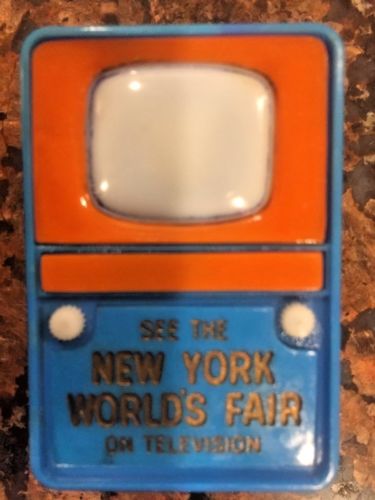 SEE THE
NEW YORK
WORLD'S FAIR
ON TELEVISION